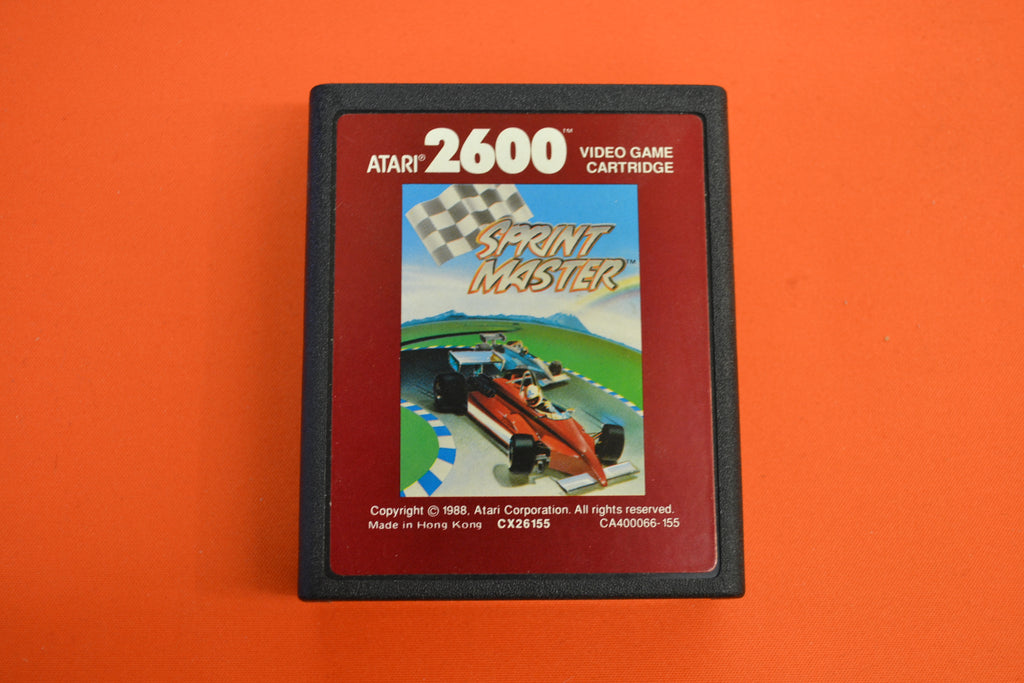 ATARI® 2600™ VIDEO GAME CARTRIDGE
SPRINT
MASTER™
Copyright © 1988, Atari Corporation. All rights reserved.
Made in Hong Kong CX26155 CA400066-155